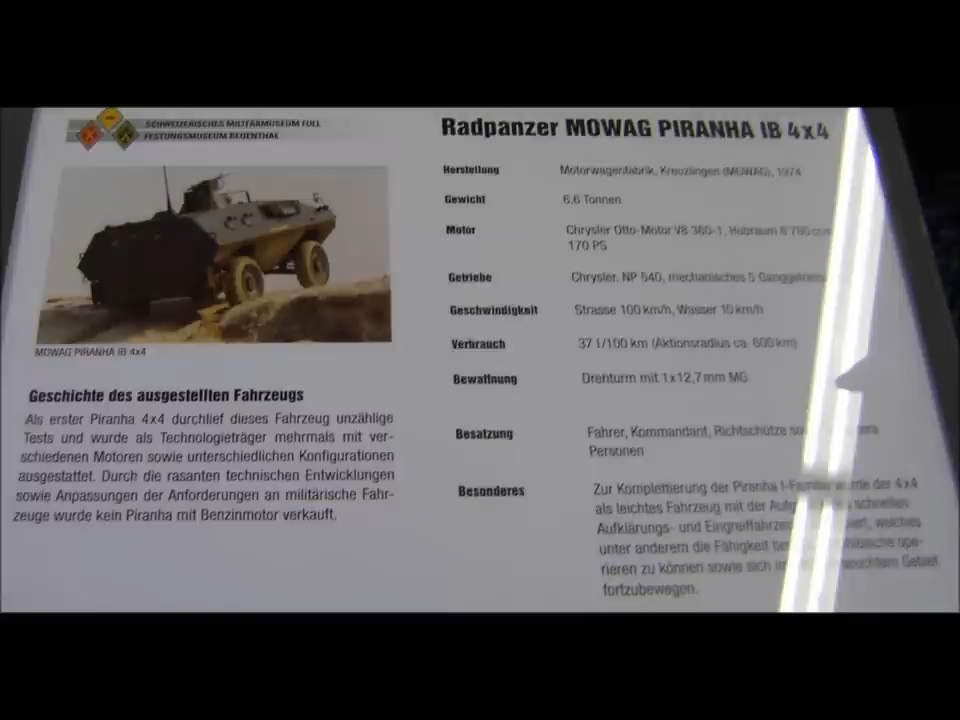 SCHWEIZERISCHES MILITÄRMUSEUM FULL
FESTUNGSMUSEUM REUENTHAL
MOWAG PIRANHA IB 4x4
Geschichte des ausgestellten Fahrzeugs
Als erster Piranha 4x4 durchlief dieses Fahrzeug unzählige
Tests und wurde als Technologieträger mehrmals mit ver-
schiedenen Motoren sowie unterschiedlichen Konfigurationen
ausgestattet. Durch die rasanten technischen Entwicklungen
sowie Anpassungen der Anforderungen an militärische Fahr-
zeuge wurde kein Piranha mit Benzinmotor verkauft.
Radpanzer MOWAG PIRANHA IB 4x4
Herstellung Motorwagenfabrik, Kreuzlingen (MOWAG), 1974
Gewicht 6,6 Tonnen
Motor Chrysler Otto-Motor V8 360-1, Hubraum
170 PS
Getriebe Chrysler, NP 540, mechanisches 5 Ganggetriebe
Geschwindigkeit Strasse 100 km/h, Wasser 10 km/h
Verbrauch 37 l/100 km (Aktionsradius ca. 600 km)
Bewaffnung Drehturm mit 1x12,7 mm MG
Besatzung Fahrer, Kommandant, Richtschütze
Personen
Besonderes Zur Komplettierung der Piranha I-Familie wurde der 4x4
als leichtes Fahrzeug mit der schnelles
Aufklärungs- und welches
unter anderem die Fähigkeit ope-
rieren zu können sowie sich im Gebiet
fortzubewegen.